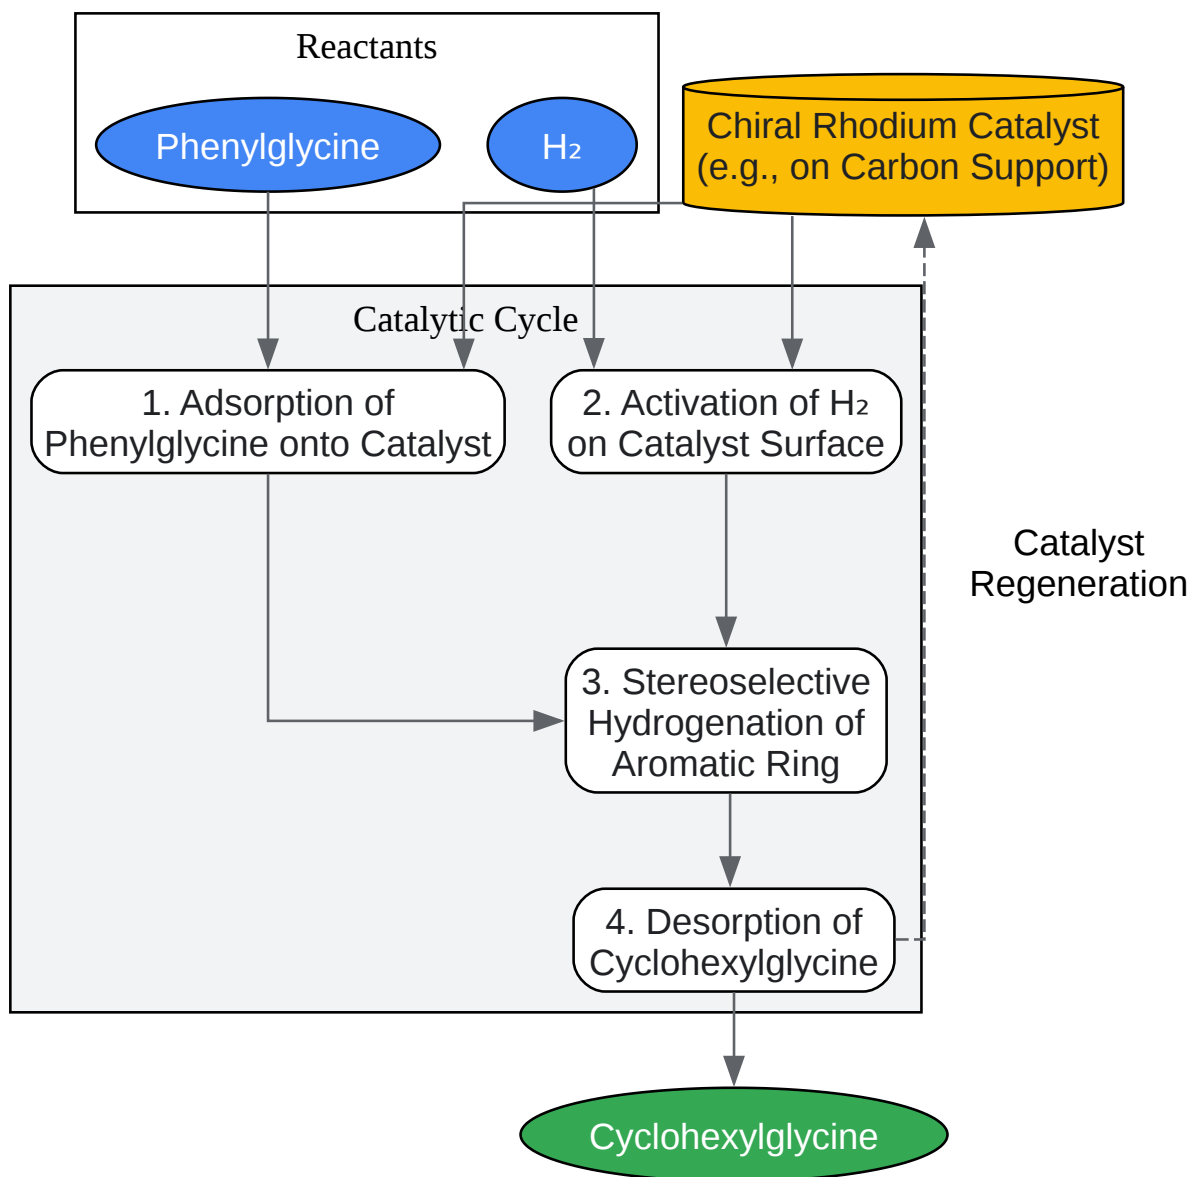 Reactants
Phenylglycine
H₂
Chiral Rhodium Catalyst
(e.g., on Carbon Support)
Catalytic Cycle
1. Adsorption of
Phenylglycine onto Catalyst
2. Activation of H₂
on Catalyst Surface
Catalyst
Regeneration
3. Stereoselective
Hydrogenation of
Aromatic Ring
4. Desorption of
Cyclohexylglycine
Cyclohexylglycine